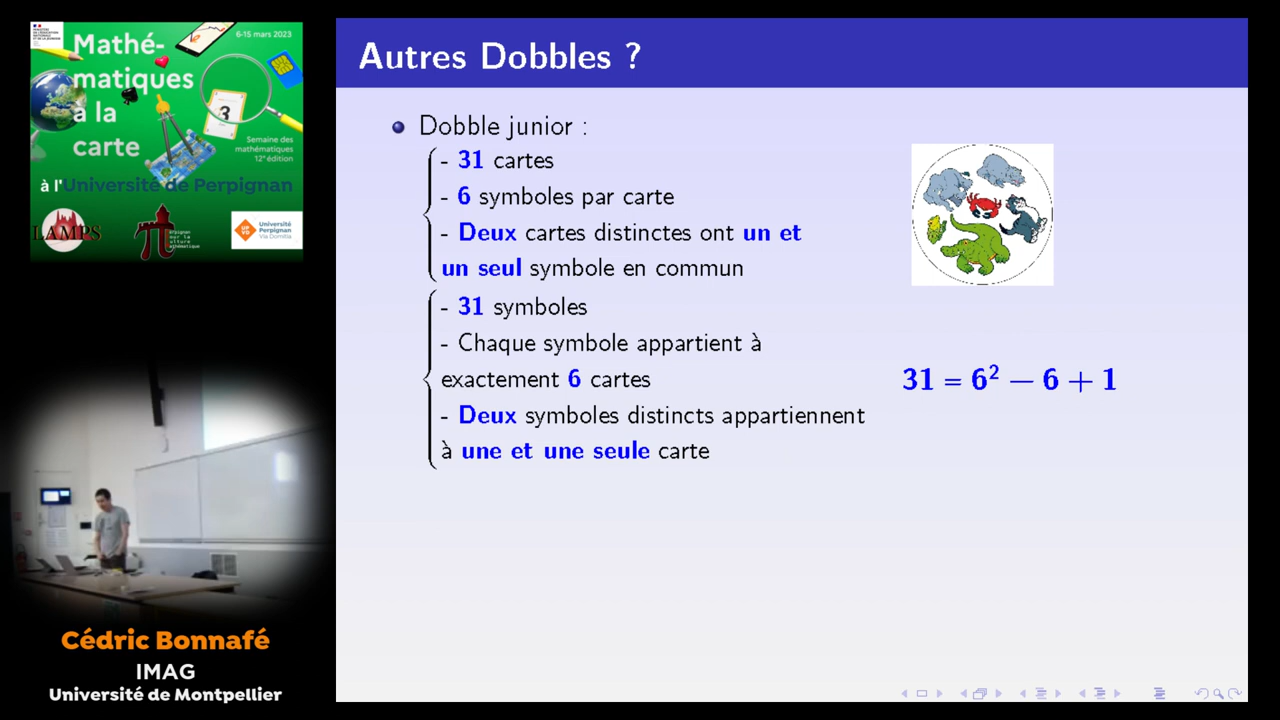 6-15 mars 2023
Mathé-
matiques
à la
carte
3
Semaine des
mathématiques
12e édition
à l'Université de Perpignan
LAMPS
Université
Perpignan
Via Domitia
Cédric Bonnafé
IMAG
Université de Montpellier
Autres Dobbles ?
Dobble junior :
- 31 cartes
- 6 symboles par carte
- Deux cartes distinctes ont un et
un seul symbole en commun
- 31 symboles
- Chaque symbole appartient à
exactement 6 cartes
- Deux symboles distincts appartiennent
à une et une seule carte
31 = 6² − 6 + 1